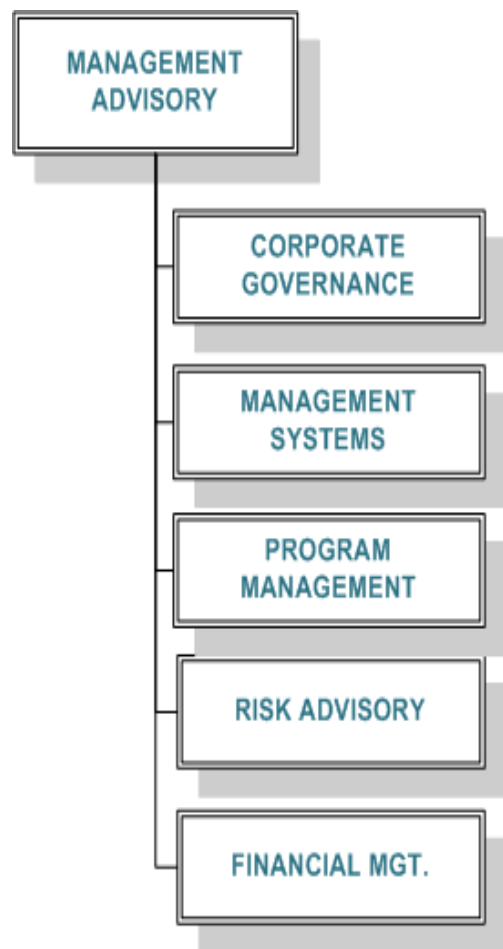 MANAGEMENT
ADVISORY
CORPORATE
GOVERNANCE
MANAGEMENT
SYSTEMS
PROGRAM
MANAGEMENT
RISK ADVISORY
FINANCIAL MGT.